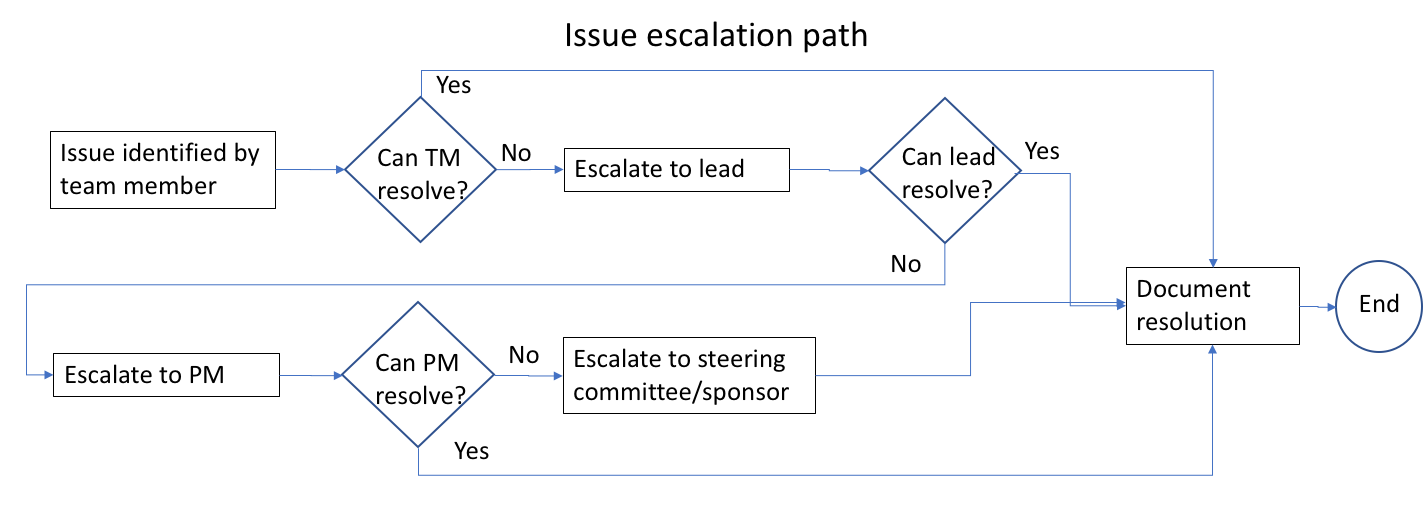 Issue escalation path
Yes
Issue identified by
team member
Can TM
resolve?
No
Escalate to lead
Can lead
resolve?
Yes
No
Document
resolution
End
Escalate to PM
Can PM
resolve?
No
Escalate to steering
committee/sponsor
Yes